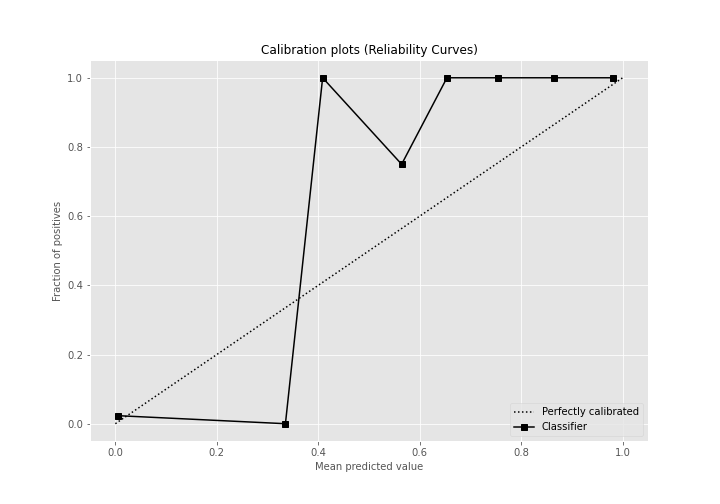 Calibration plots (Reliability Curves)
1.0
0.8
0.6
0.4
0.2
0.0
Fraction of positives
0.0 0.2 0.4 0.6 0.8 1.0
Mean predicted value
Perfectly calibrated
Classifier